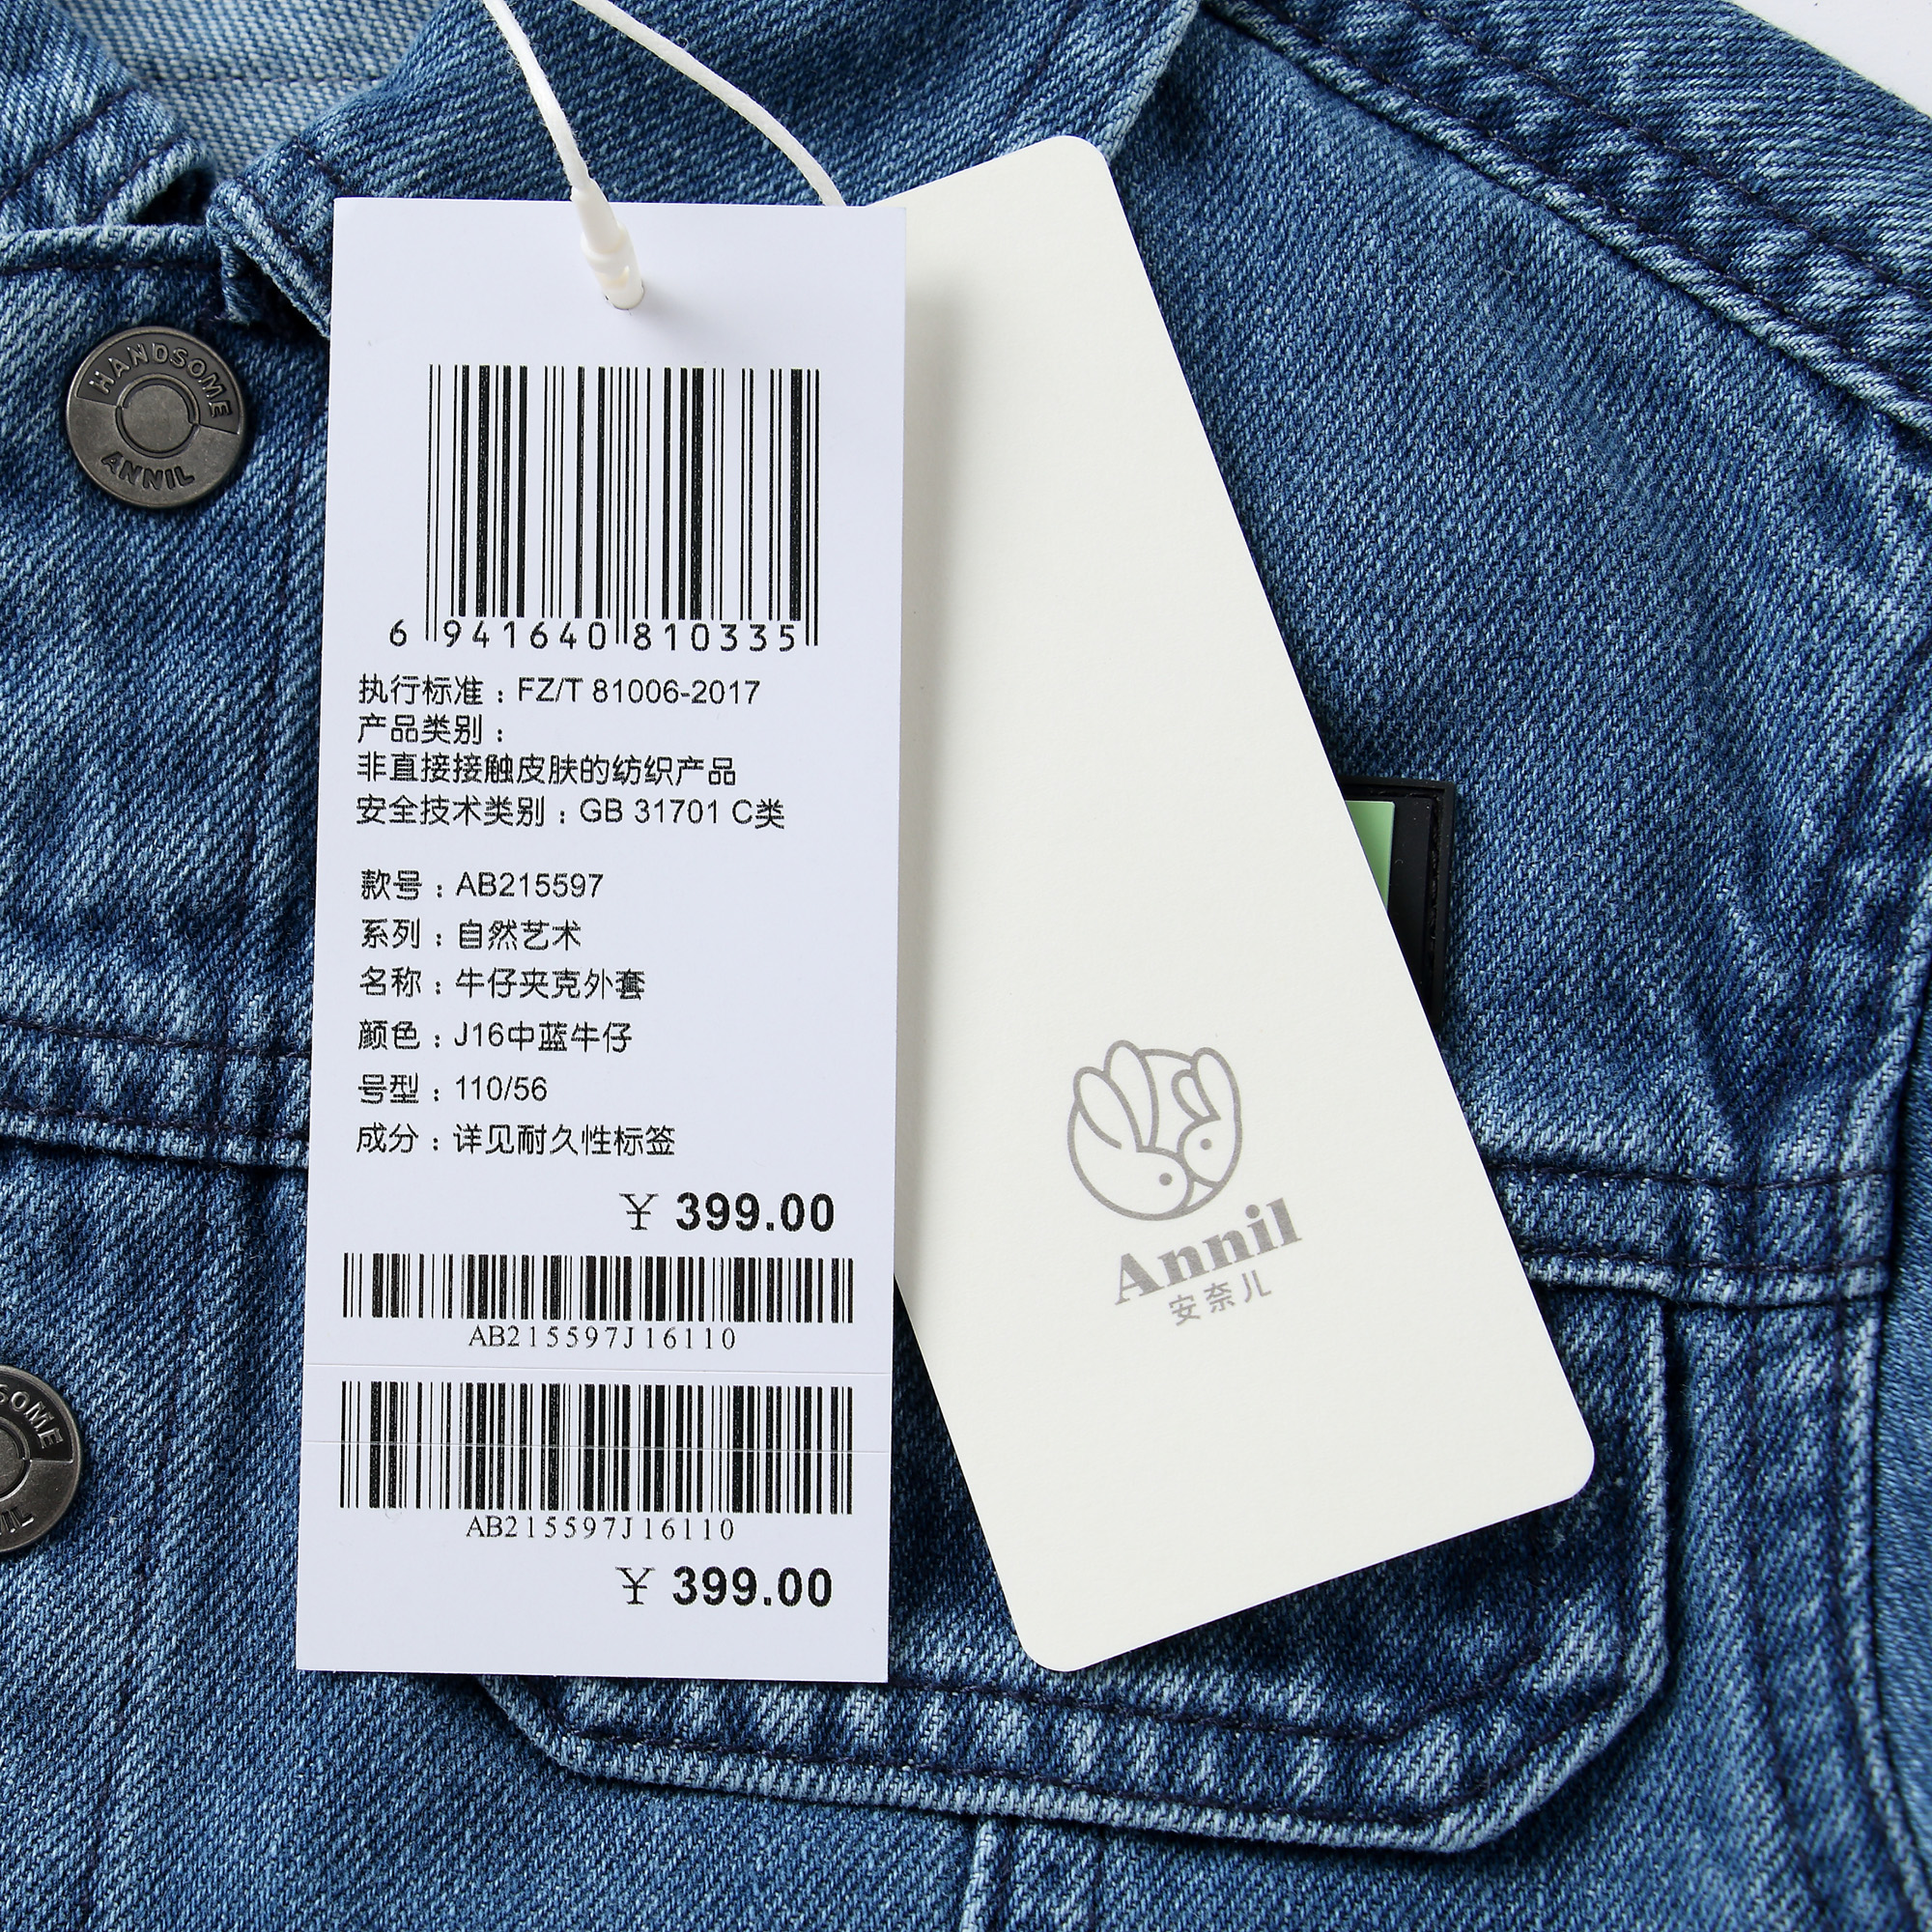 HANDSOME
ANNIL
6 941640 810335
执行标准：FZ/T 81006-2017
产品类别：
非直接接触皮肤的纺织产品
安全技术类别：GB 31701 C类
款号：AB215597
系列：自然艺术
名称：牛仔夹克外套
颜色：J16中蓝牛仔
号型：110/56
成分：详见耐久性标签
¥ 399.00
AB215597J16110
AB215597J16110
¥ 399.00
Annil
安奈儿
SOME
IL